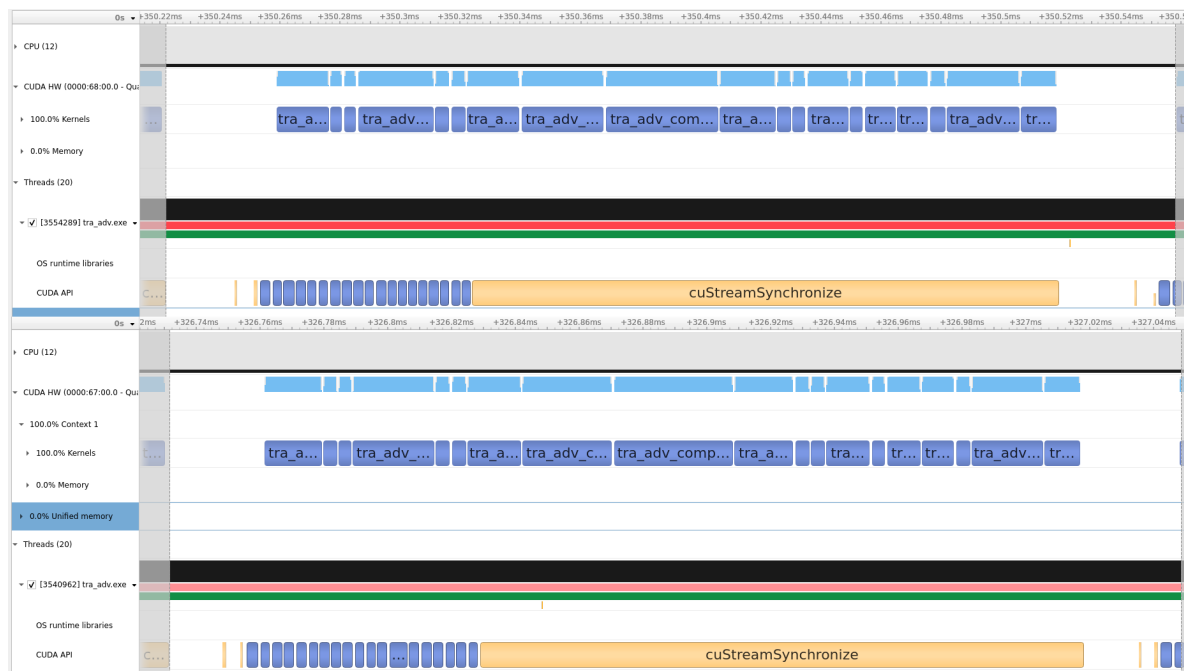 0s +350.22ms +350.24ms +350.26ms +350.28ms +350.3ms +350.32ms +350.34ms +350.36ms +350.38ms +350.4ms +350.42ms +350.44ms +350.46ms +350.48ms +350.5ms +350.52ms +350.54ms +350.5
CPU (12)
CUDA HW (0000:68:00.0 - Qua
100.0% Kernels ... tra_a... tra_adv... tra_a... tra_adv_... tra_adv_com... tra_a... tra... tr... tr... tra_adv... tr...
0.0% Memory
Threads (20)
[3554289] tra_adv.exe
OS runtime libraries
CUDA API c... cuStreamSynchronize
0s 2ms +326.74ms +326.76ms +326.78ms +326.8ms +326.82ms +326.84ms +326.86ms +326.88ms +326.9ms +326.92ms +326.94ms +326.96ms +326.98ms +327ms +327.02ms +327.04ms
CPU (12)
CUDA HW (0000:67:00.0 - Qua
100.0% Context 1
100.0% Kernels t... tra_a... tra_adv_... tra_a... tra_adv_c... tra_adv_comp... tra_a... tra... tr... tr... tra_adv... tr...
0.0% Memory
0.0% Unified memory
Threads (20)
[3540962] tra_adv.exe
OS runtime libraries
CUDA API c... ... cuStreamSynchronize